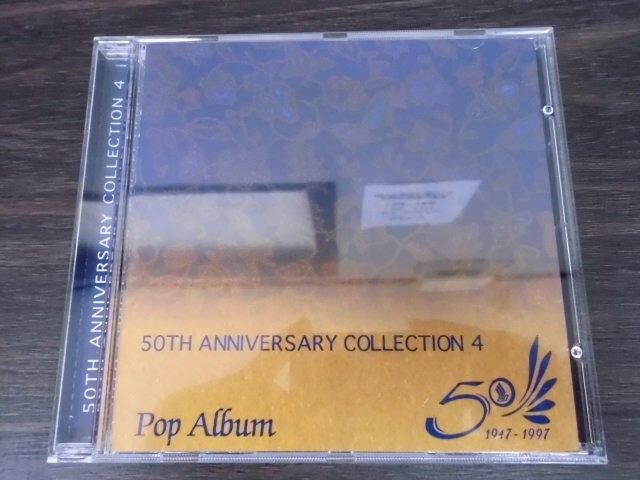 50TH ANNIVERSARY COLLECTION 4
50TH ANNIVERSARY COLLECTION 4
50
1947 - 1997
Pop Album